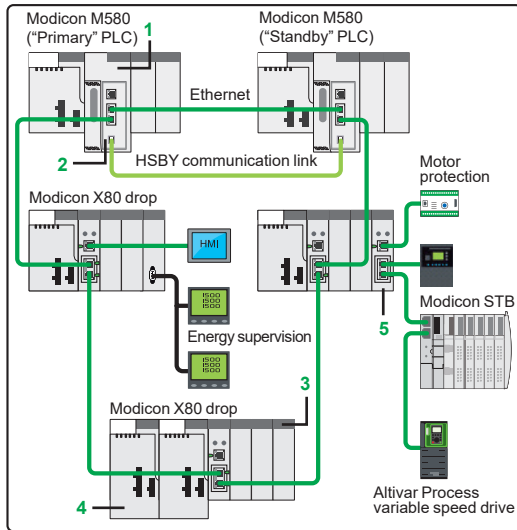 Modicon M580
("Primary" PLC)
1
Modicon M580
("Standby" PLC)
Ethernet
2
HSBY communication link
Modicon X80 drop
Motor
protection
HMI
1500
1500
1500
Energy supervision
1500
1500
1500
5
Modicon STB
Modicon X80 drop
3
4
Altivar Process
variable speed drive